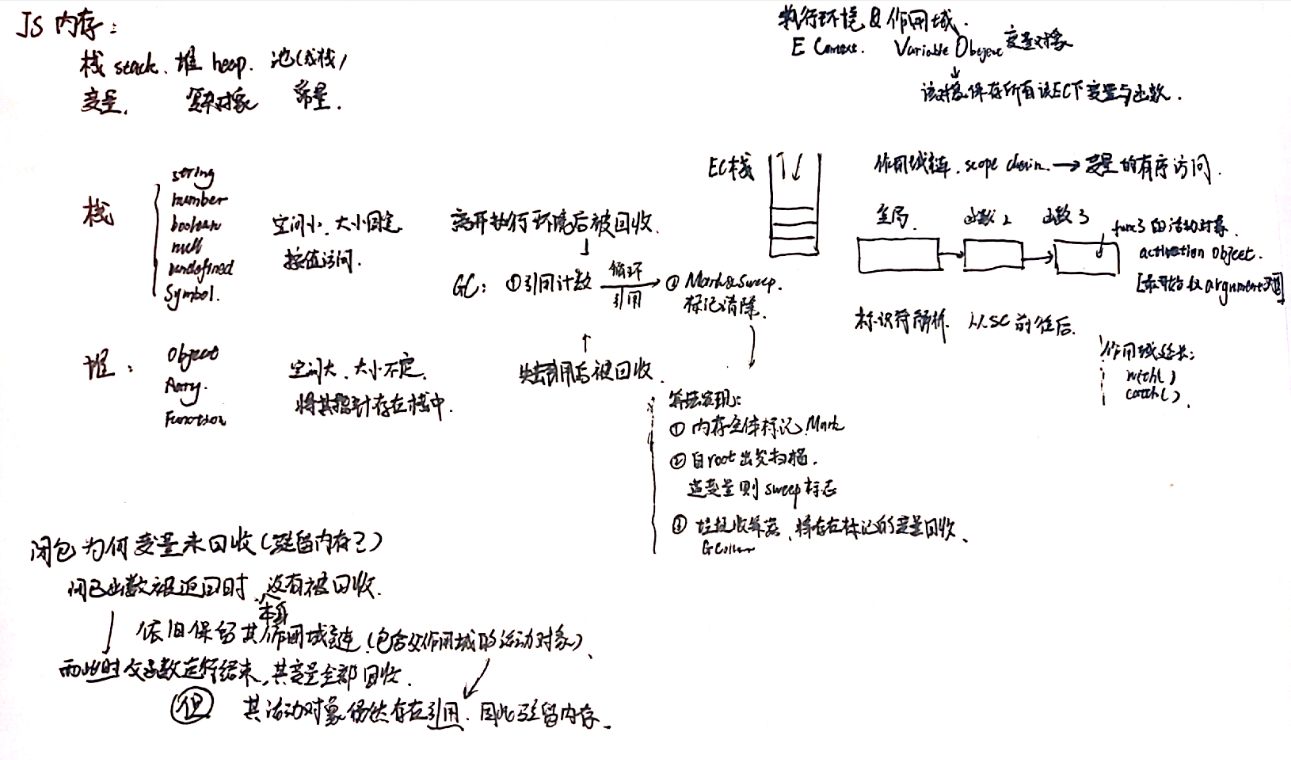 JS 内存:
栈 stack. 堆 heap. 池(或栈)
变量. 复杂对象 常量.
执行环境 & 作用域.
E Context. Variable Object 变量对象
该对象保存所有该EC下变量与函数.
栈
string
number
boolean
null
undefined
Symbol.
空间小、大小固定
按值访问.
离开执行环境后被回收.
GC: ①引用计数 循环引用 ② Mark&Sweep.
标记清除.
堆:
Object
Array.
Function
空间大、大小不定.
将其指针存在栈中.
失去引用后被回收.
算法发现:
① 内存全体标记 Mark
② 自root出发扫描.
造变量则 sweep 标志
③ 垃圾收集器、将存在标记的变量回收、
GCollector
EC栈
作用域链. scope chain. → 变量的有序访问.
全局. 函数2 函数3
func3 的活动对象.
activation object.
[最开始仅 arguments对象]
标识符解析. 从SC前往后.
作用域延长:
with( )
catch( ).
闭包为何变量未回收(驻留内存?)
闭包函数被返回时 本身 没有被回收.
依旧保留其作用域链.(包含父作用域的活动对象)、
而此时父函数运行结束,其变量全部回收.
但 其活动对象仍然存在引用. 因此驻留内存、